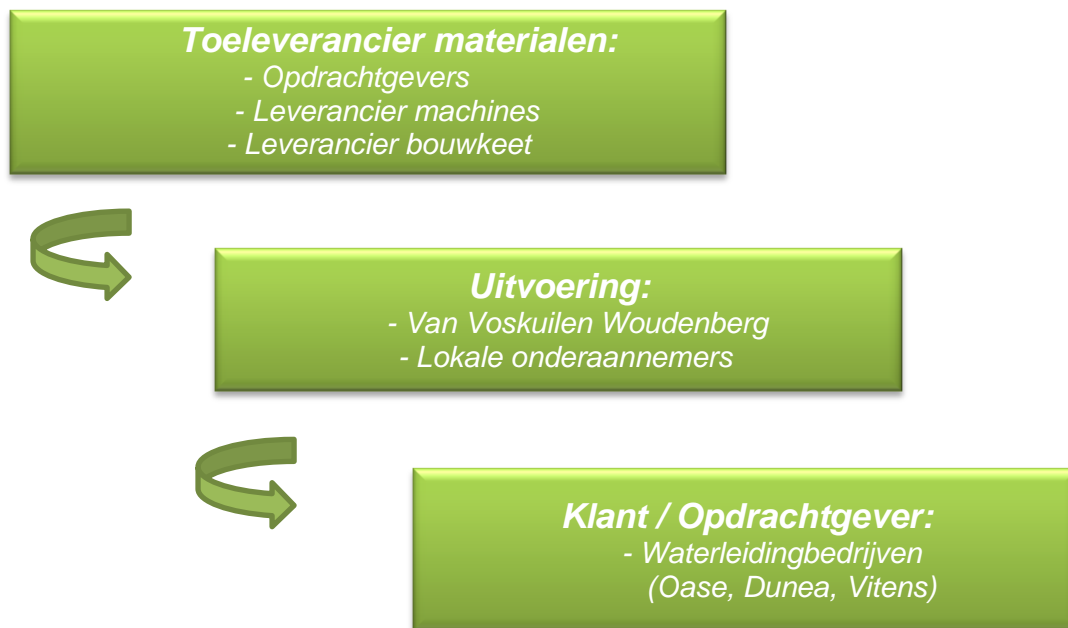 Toeleverancier materialen:
- Opdrachtgevers
- Leverancier machines
- Leverancier bouwkeet
Uitvoering:
- Van Voskuilen Woudenberg
- Lokale onderaannemers
Klant / Opdrachtgever:
- Waterleidingbedrijven
(Oase, Dunea, Vitens)